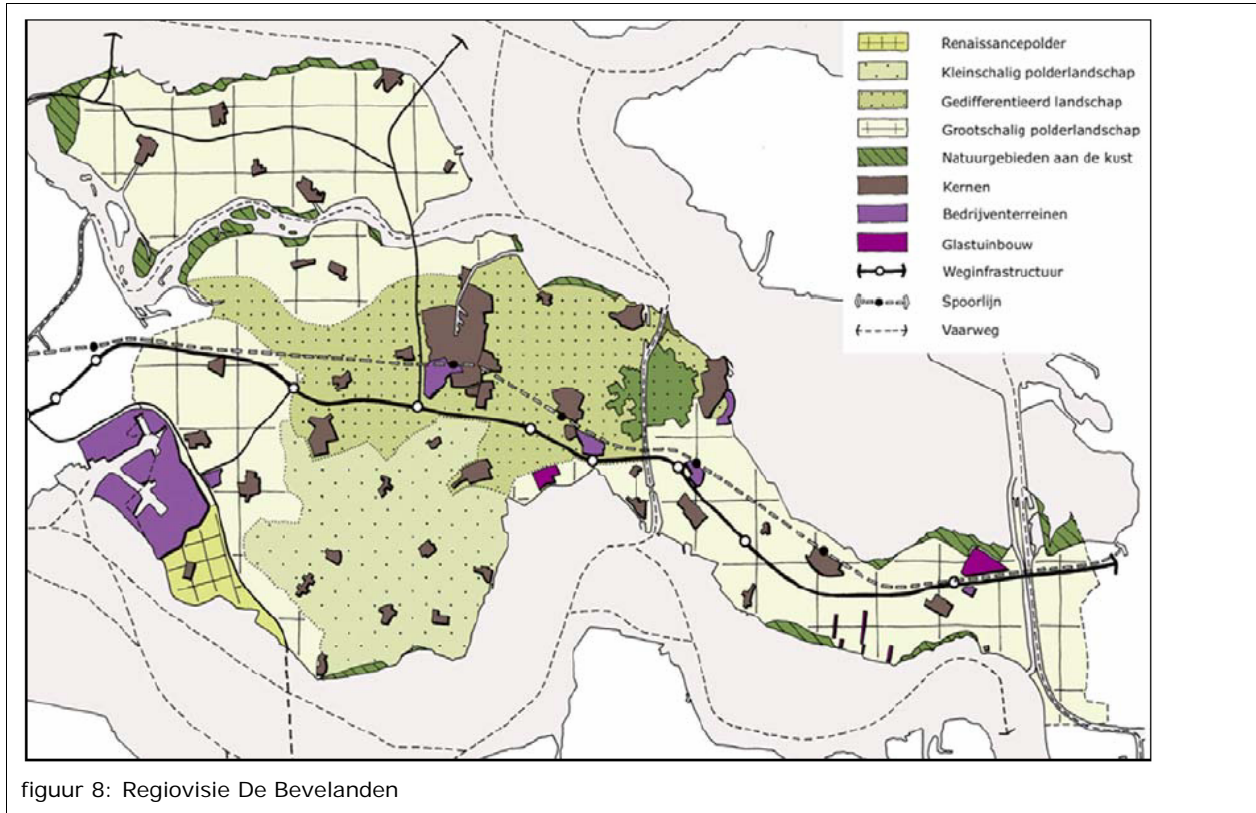 Renaissancepolder
Kleinschalig polderlandschap
Gedifferentieerd landschap
Grootschalig polderlandschap
Natuurgebieden aan de kust
Kernen
Bedrijventerreinen
Glastuinbouw
Weginfrastructuur
Spoorlijn
Vaarweg
figuur 8: Regiovisie De Bevelanden